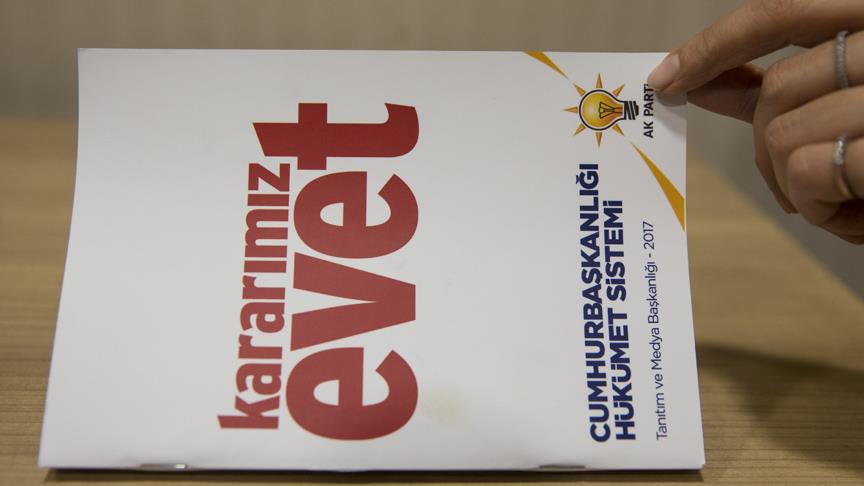 kararımız
evet
CUMHURBAŞKANLIĞI
HÜKÜMET SİSTEMİ
Tanıtım ve Medya Başkanlığı - 2017
AK PARTİ